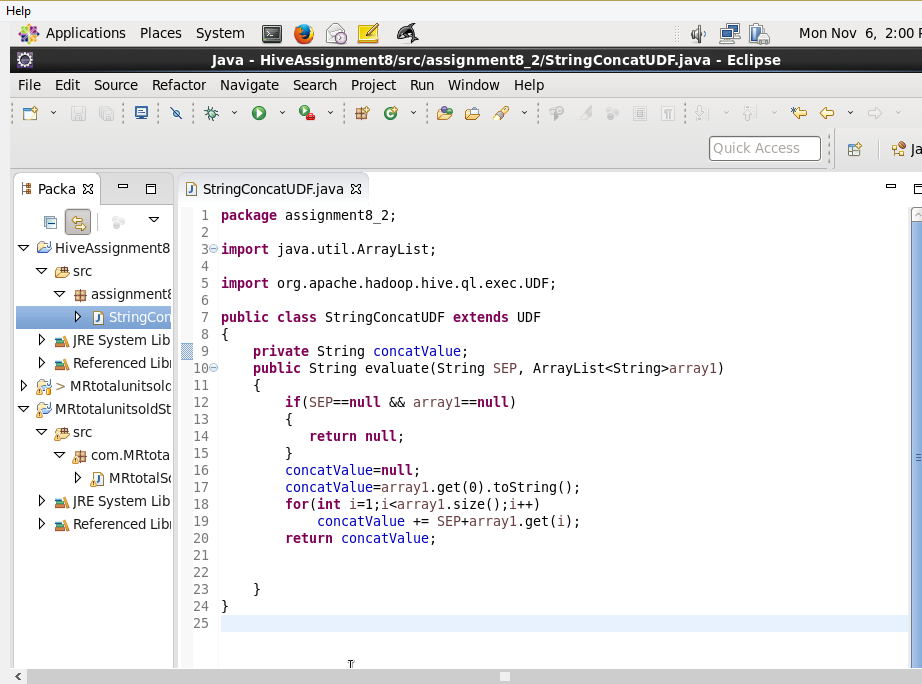 Help
Applications Places System Mon Nov 6, 2:00
Java - HiveAssignment8/src/assignment8_2/StringConcatUDF.java - Eclipse
File Edit Source Refactor Navigate Search Project Run Window Help
Quick Access Ja
Packa
StringConcatUDF.java
HiveAssignment8
src
assignment8
StringCon
JRE System Lib
Referenced Libr
> MRtotalunitsold
MRtotalunitsoldSt
src
com.MRtota
MRtotalSo
JRE System Lib
Referenced Libr
1 package assignment8_2;
2
3 import java.util.ArrayList;
4
5 import org.apache.hadoop.hive.ql.exec.UDF;
6
7 public class StringConcatUDF extends UDF
8 {
9 private String concatValue;
10 public String evaluate(String SEP, ArrayList<String>array1)
11 {
12 if(SEP==null && array1==null)
13 {
14 return null;
15 }
16 concatValue=null;
17 concatValue=array1.get(0).toString();
18 for(int i=1;i<array1.size();i++)
19 concatValue += SEP+array1.get(i);
20 return concatValue;
21
22
23 }
24 }
25